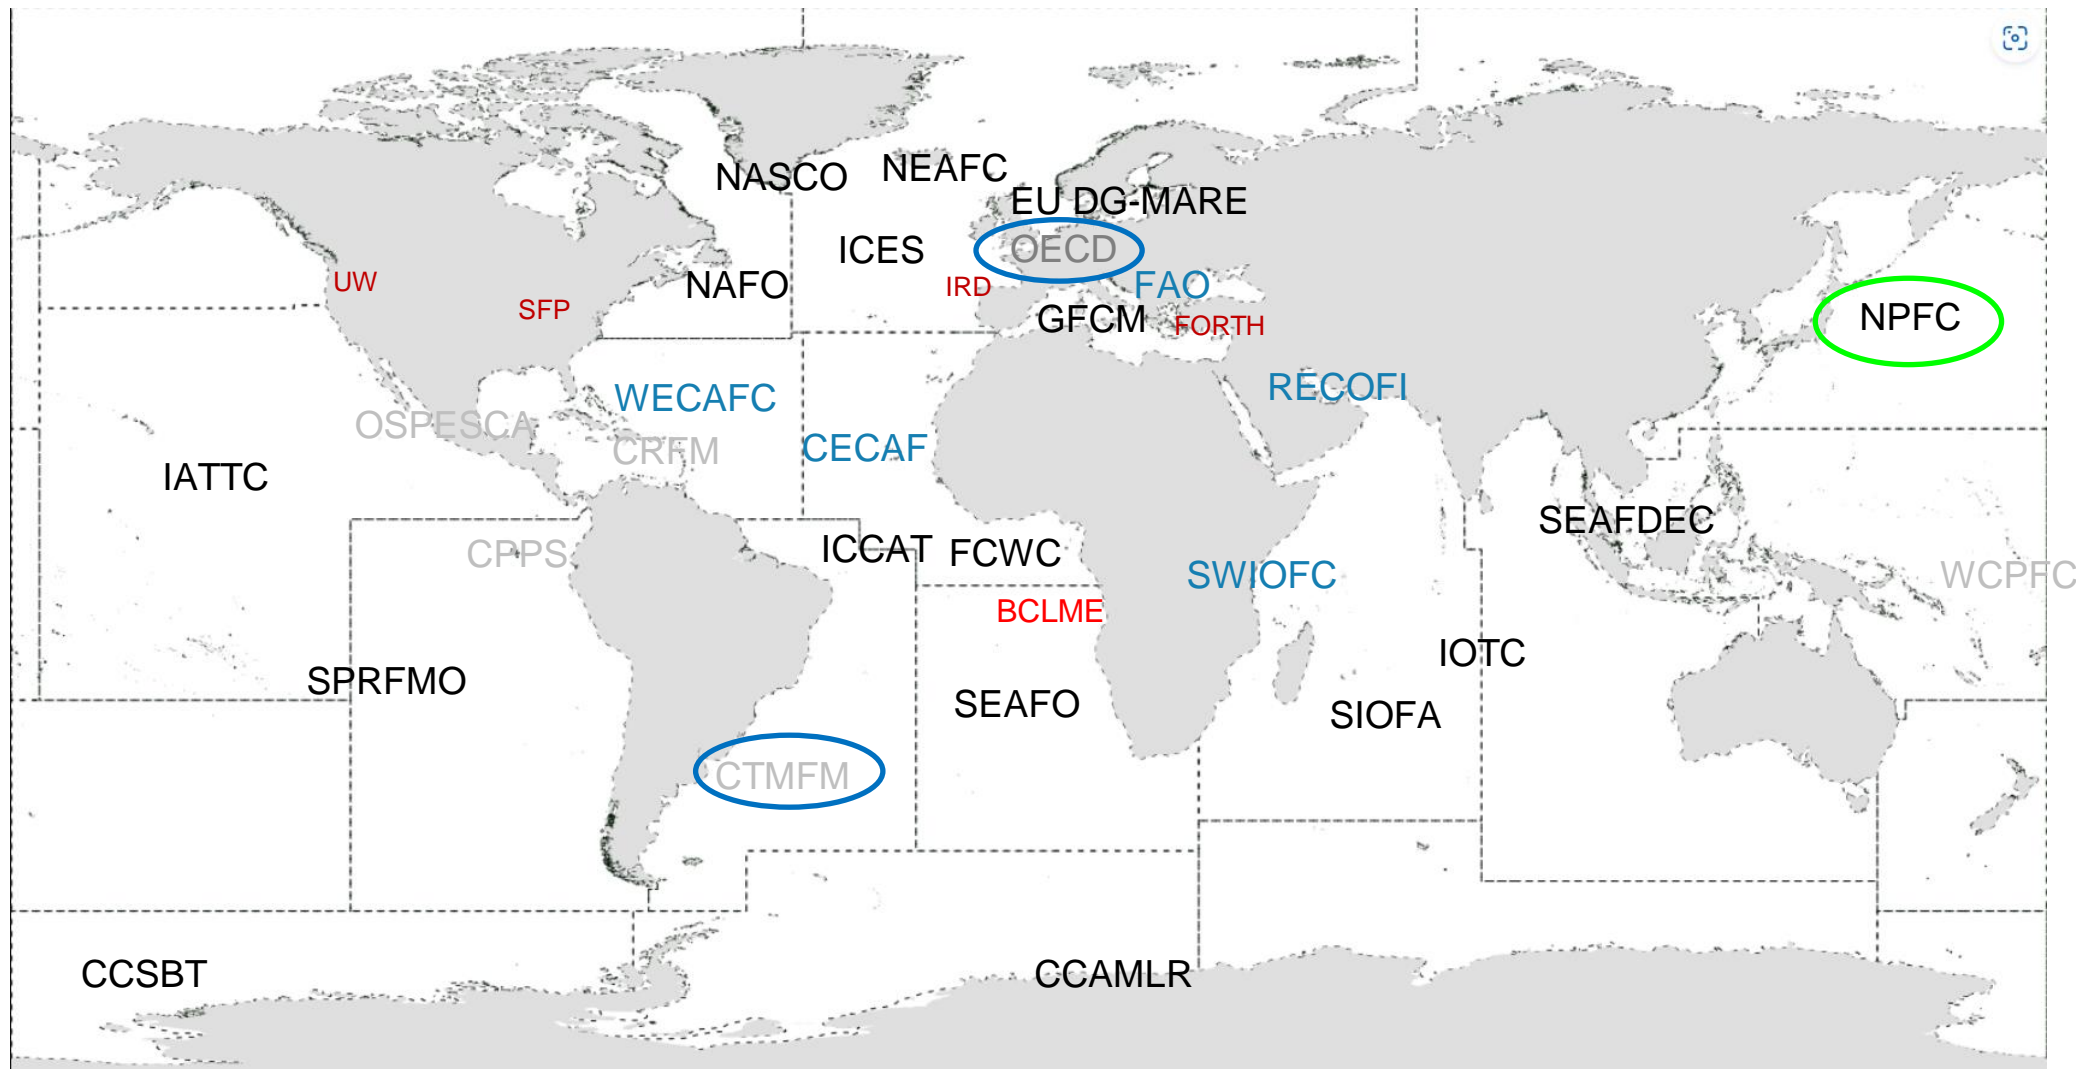 NASCO
NEAFC
EU DG-MARE
ICES
OECD
UW
SFP
NAFO
IRD
FAO
GFCM
FORTH
NPFC
WECAFC
RECOFI
OSPESCA
CRFM
CECAF
IATTC
SEAFDEC
CPPS
ICCAT
FCWC
SWIOFC
WCPFC
BCLME
IOTC
SPRFMO
SEAFO
SIOFA
CTMFM
CCSBT
CCAMLR